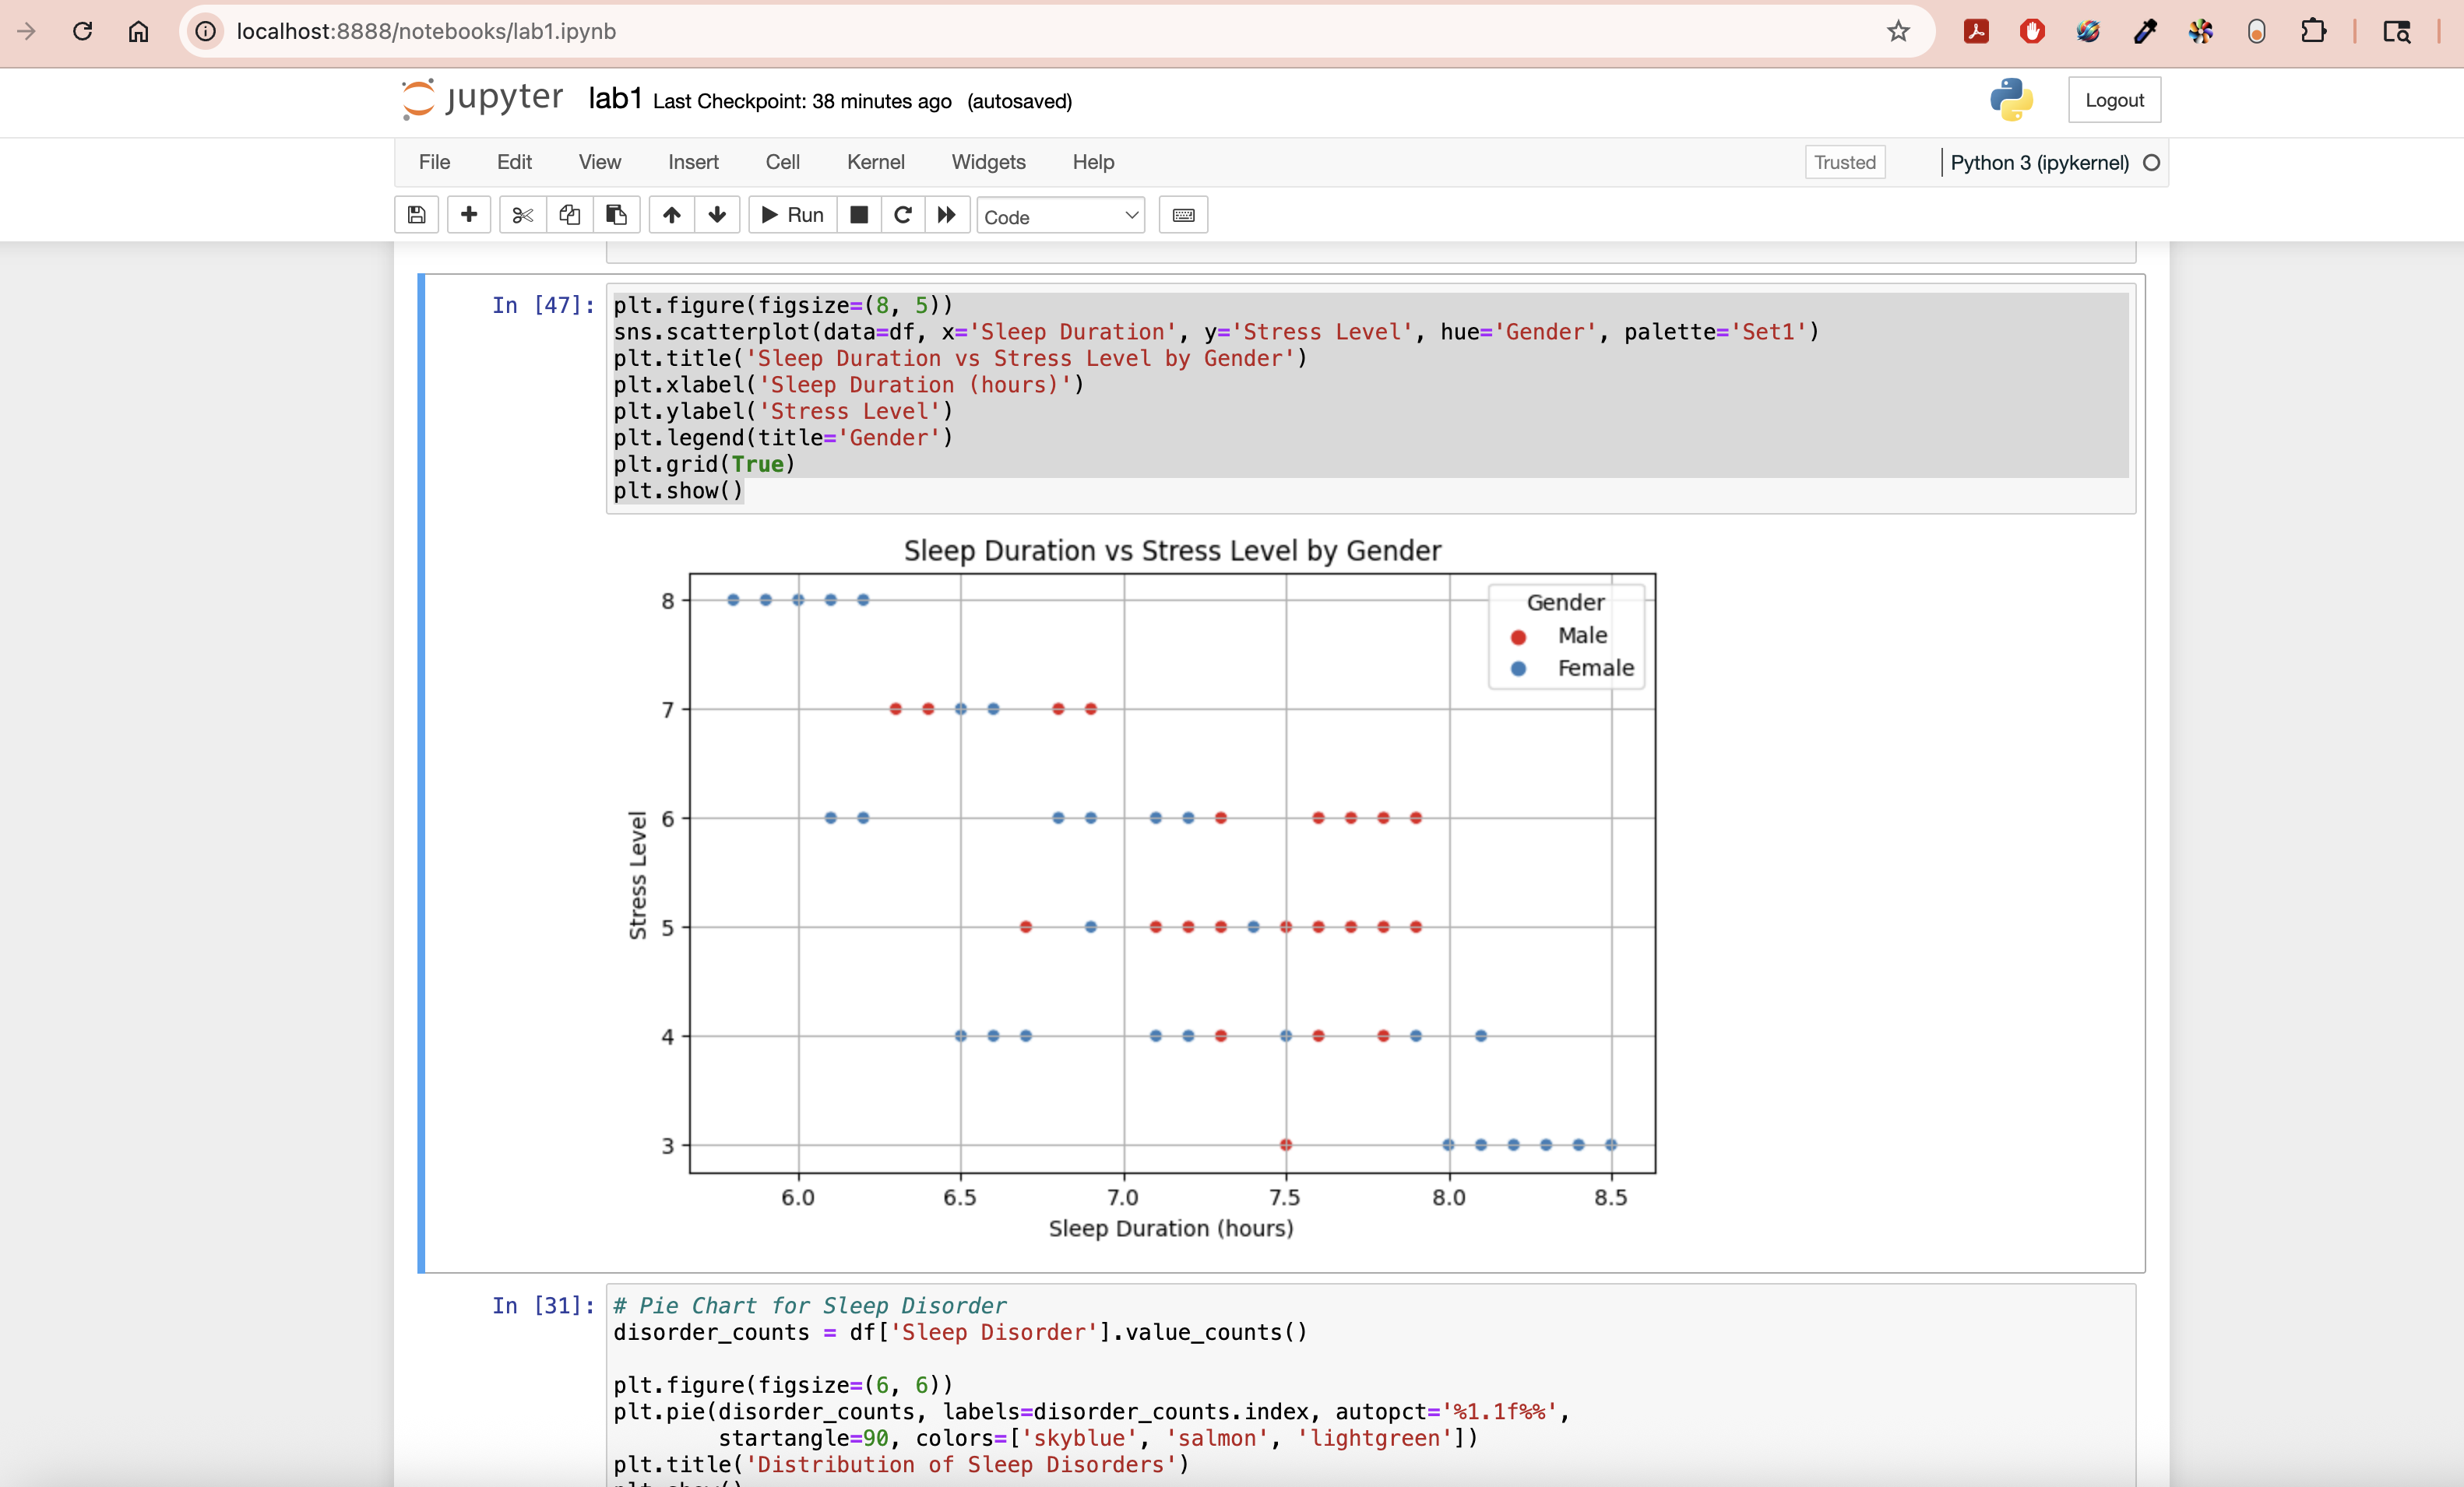 localhost:8888/notebooks/lab1.ipynb
jupyter lab1 Last Checkpoint: 38 minutes ago (autosaved)
Logout
File Edit View Insert Cell Kernel Widgets Help
Trusted
Python 3 (ipykernel)
Run
Code
In [47]:
plt.figure(figsize=(8, 5))
sns.scatterplot(data=df, x='Sleep Duration', y='Stress Level', hue='Gender', palette='Set1')
plt.title('Sleep Duration vs Stress Level by Gender')
plt.xlabel('Sleep Duration (hours)')
plt.ylabel('Stress Level')
plt.legend(title='Gender')
plt.grid(True)
plt.show()
Sleep Duration vs Stress Level by Gender
Gender
Male
Female
8
7
6
5
4
3
Stress Level
6.0 6.5 7.0 7.5 8.0 8.5
Sleep Duration (hours)
In [31]:
# Pie Chart for Sleep Disorder
disorder_counts = df['Sleep Disorder'].value_counts()
plt.figure(figsize=(6, 6))
plt.pie(disorder_counts, labels=disorder_counts.index, autopct='%1.1f%%',
startangle=90, colors=['skyblue', 'salmon', 'lightgreen'])
plt.title('Distribution of Sleep Disorders')